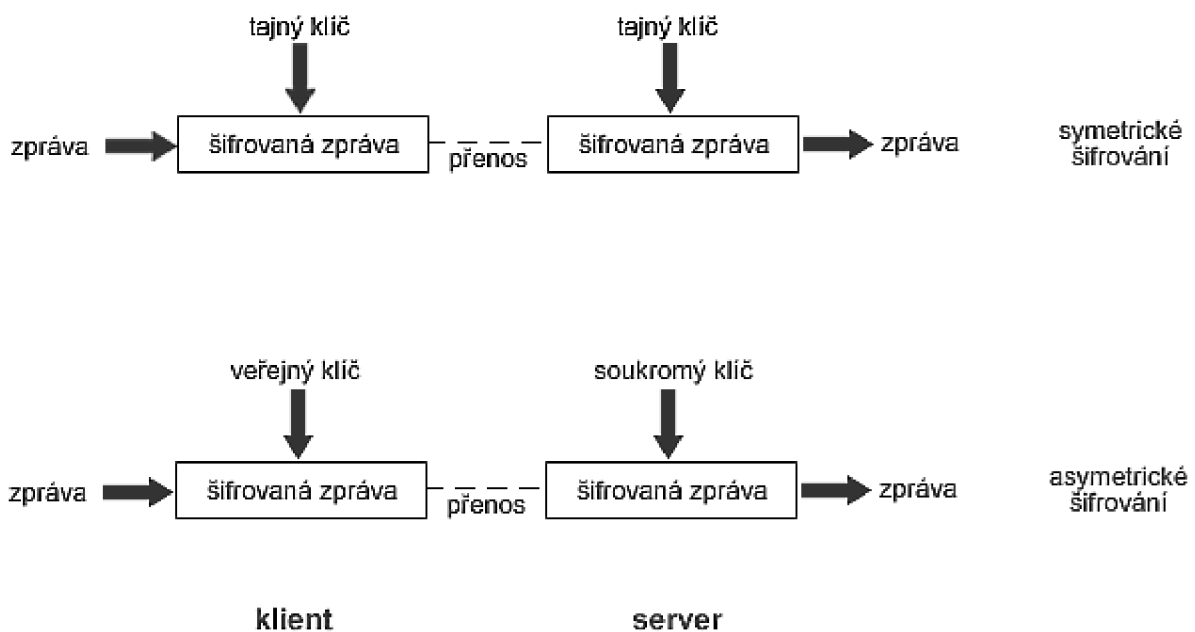 tajný klíč
tajný klíč
zpráva
šifrovaná zpráva
přenos
šifrovaná zpráva
zpráva
symetrické
šifrování
veřejný klíč
soukromý klíč
zpráva
šifrovaná zpráva
přenos
šifrovaná zpráva
zpráva
asymetrické
šifrování
klient
server